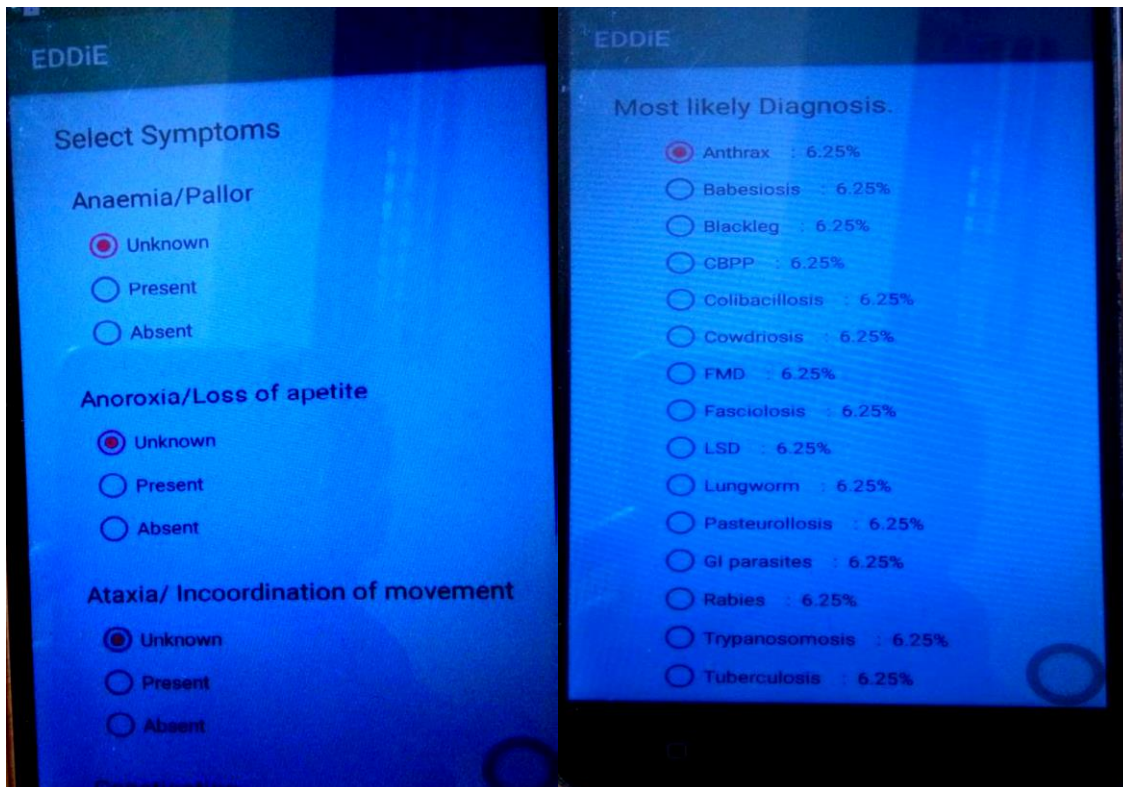 EDDiE
Select Symptoms
Anaemia/Pallor
Unknown
Present
Absent
Anoroxia/Loss of apetite
Unknown
Present
Absent
Ataxia/ Incoordination of movement
Unknown
Present
Absent
EDDiE
Most likely Diagnosis.
Anthrax : 6.25%
Babesiosis : 6.25%
Blackleg : 6.25%
CBPP : 6.25%
Colibacillosis : 6.25%
Cowdriosis : 6.25%
FMD : 6.25%
Fasciolosis : 6.25%
LSD : 6.25%
Lungworm : 6.25%
Pasteurollosis : 6.25%
GI parasites : 6.25%
Rabies : 6.25%
Trypanosomosis : 6.25%
Tuberculosis : 6.25%